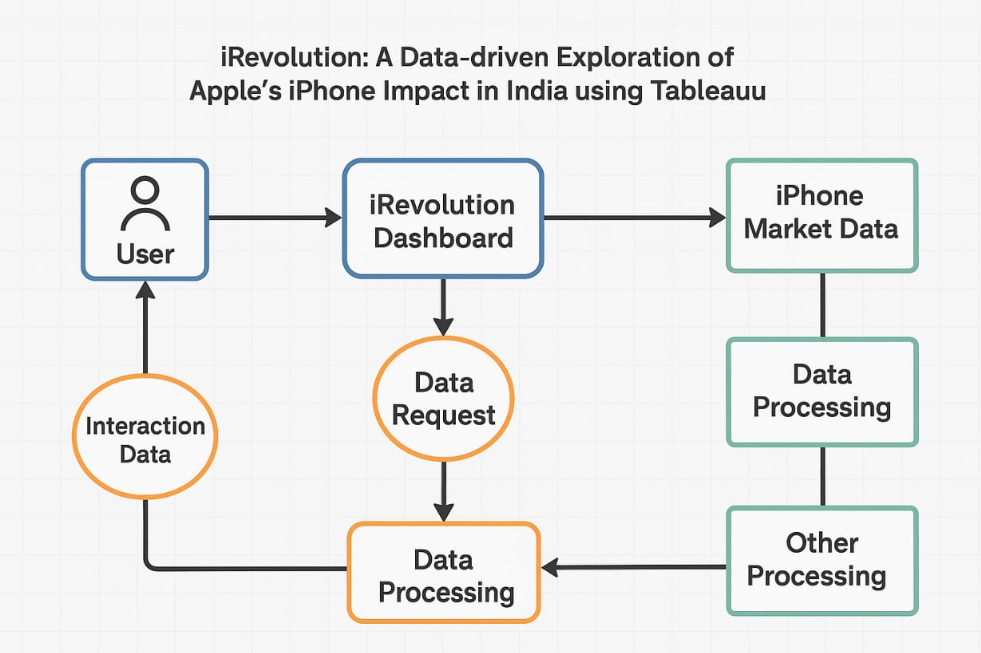 iRevolution: A Data-driven Exploration of
Apple's iPhone Impact in India using Tableauu
User
iRevolution
Dashboard
iPhone
Market Data
Interaction
Data
Data
Request
Data
Processing
Data
Processing
Other
Processing